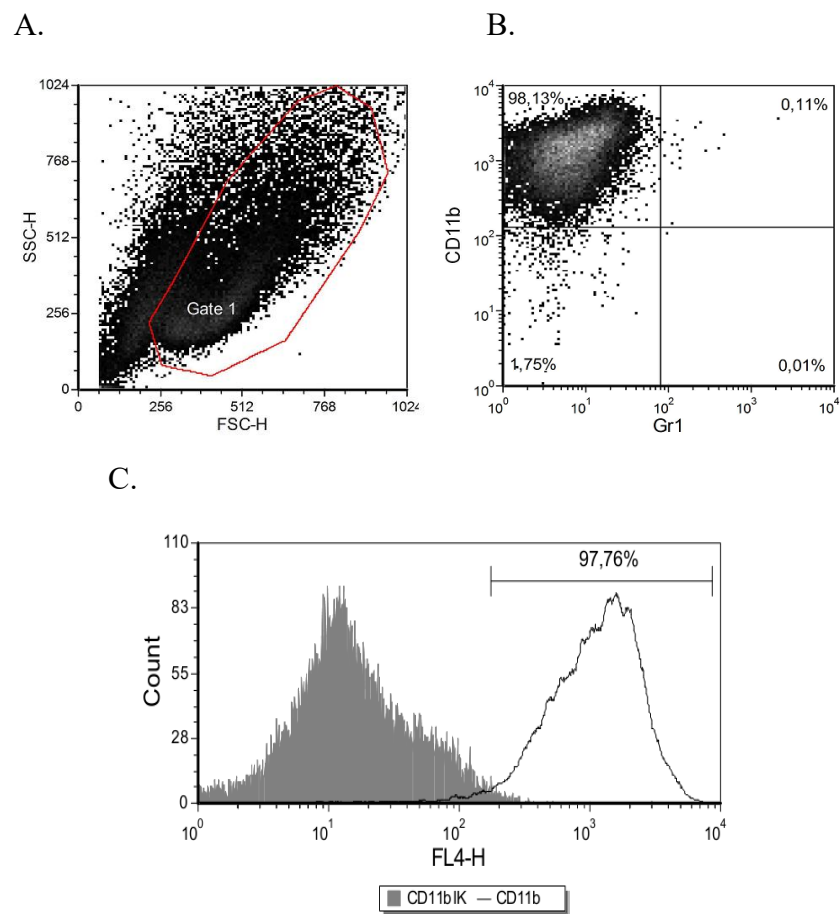 A.
B.
1024
768
512
256
0
SSC-H
Gate 1
0 256 512 768 1024
FSC-H
10^4
10^3
10^2
10^1
10^0
CD11b
98,13%
0,11%
1,75%
0,01%
10^0 10^1 10^2 10^3 10^4
Gr1
C.
110
83
55
28
0
Count
97,76%
10^0 10^1 10^2 10^3 10^4
FL4-H
CD11b IK — CD11b